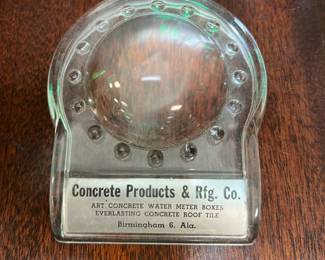 Concrete Products & Rfg. Co.
ART CONCRETE WATER METER BOXES
EVERLASTING CONCRETE ROOF TILE
Birmingham 6, Ala.